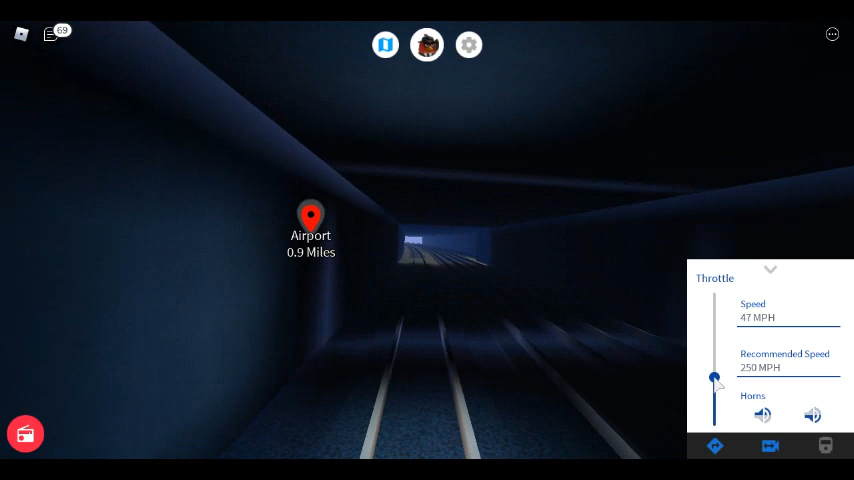 69
Airport
0.9 Miles
Throttle
Speed
47 MPH
Recommended Speed
250 MPH
Horns